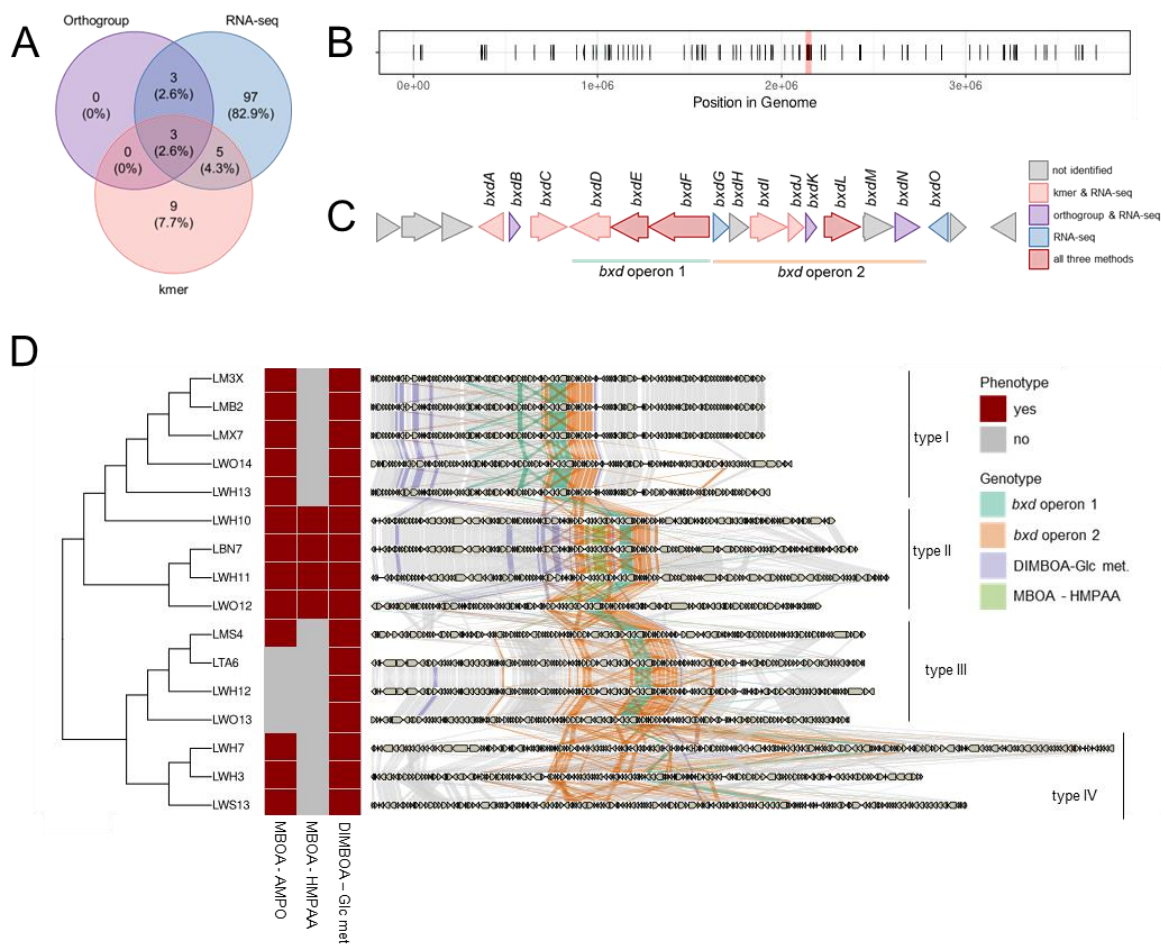 A
Orthogroup
RNA-seq
0
(0%)
3
(2.6%)
97
(82.9%)
3
(2.6%)
0
(0%)
5
(4.3%)
9
(7.7%)
kmer
B
0e+00
1e+06
2e+06
3e+06
Position in Genome
C
bxdA
bxdB
bxdC
bxdD
bxdE
bxdF
bxdG
bxdH
bxdI
bxdJ
bxdK
bxdL
bxdM
bxdN
bxdO
bxd operon 1
bxd operon 2
not identified
kmer & RNA-seq
orthogroup & RNA-seq
RNA-seq
all three methods
D
LM3X
LMB2
LMX7
LWO14
LWH13
LWH10
LBN7
LWH11
LWO12
LMS4
LTA6
LWH12
LWO13
LWH7
LWH3
LWS13
MBOA - AMPO
MBOA - HMPAA
DIMBOA – Glc met
type I
type II
type III
type IV
Phenotype
yes
no
Genotype
bxd operon 1
bxd operon 2
DIMBOA-Glc met.
MBOA - HMPAA